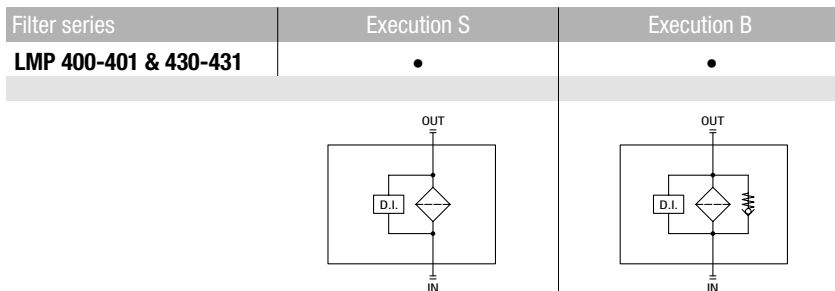 Filter series Execution S Execution B
LMP 400-401 & 430-431 • •
OUT OUT
D.I. D.I.
IN IN